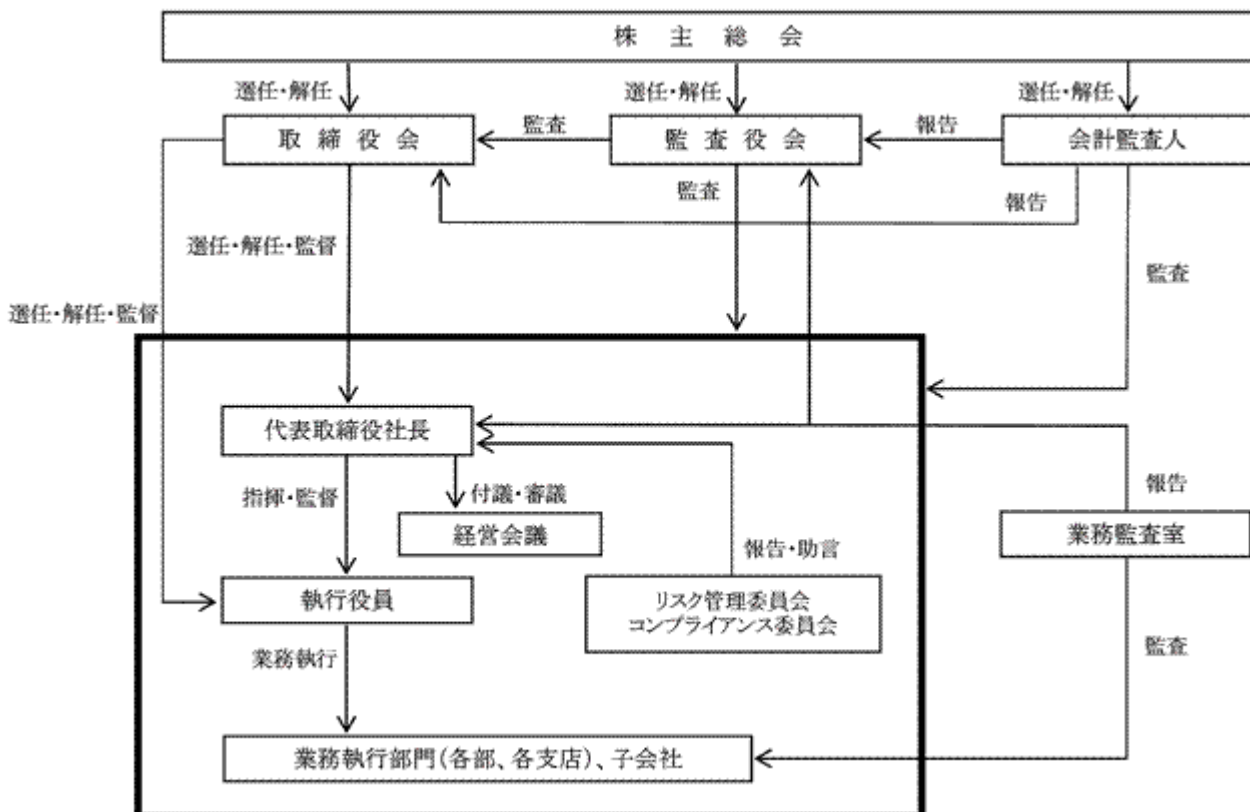 株主総会
選任・解任
選任・解任
選任・解任
取締役会
監査
監査役会
報告
会計監査人
監査
報告
選任・解任・監督
監査
選任・解任・監督
代表取締役社長
指揮・監督
付議・審議
報告
経営会議
業務監査室
報告・助言
執行役員
リスク管理委員会
コンプライアンス委員会
業務執行
監査
業務執行部門(各部、各支店)、子会社